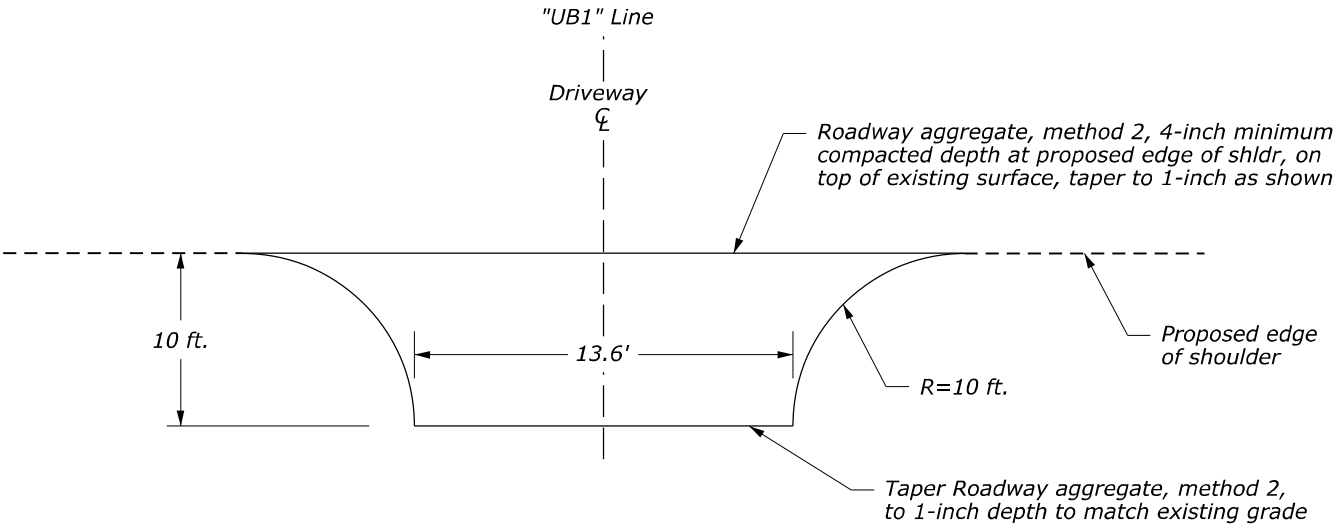 "UB1" Line
Driveway
℄
Roadway aggregate, method 2, 4-inch minimum
compacted depth at proposed edge of shldr, on
top of existing surface, taper to 1-inch as shown
10 ft.
13.6'
Proposed edge
of shoulder
R=10 ft.
Taper Roadway aggregate, method 2,
to 1-inch depth to match existing grade